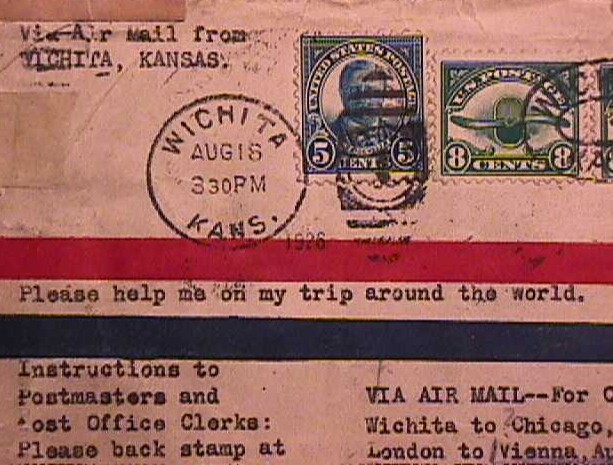 Via Air Mail from
WICHITA, KANSAS.
UNITED STATES POSTAGE
5 CENTS 5
U.S. POSTAGE
8 CENTS 8
WICHITA
AUG 18
330PM
KANS.
1926
Please help me on my trip around the world.
Instructions to
Postmasters and
Post Office Clerks:
Please back stamp at
VIA AIR MAIL--For C
Wichita to Chicago,
London to Vienna, Au